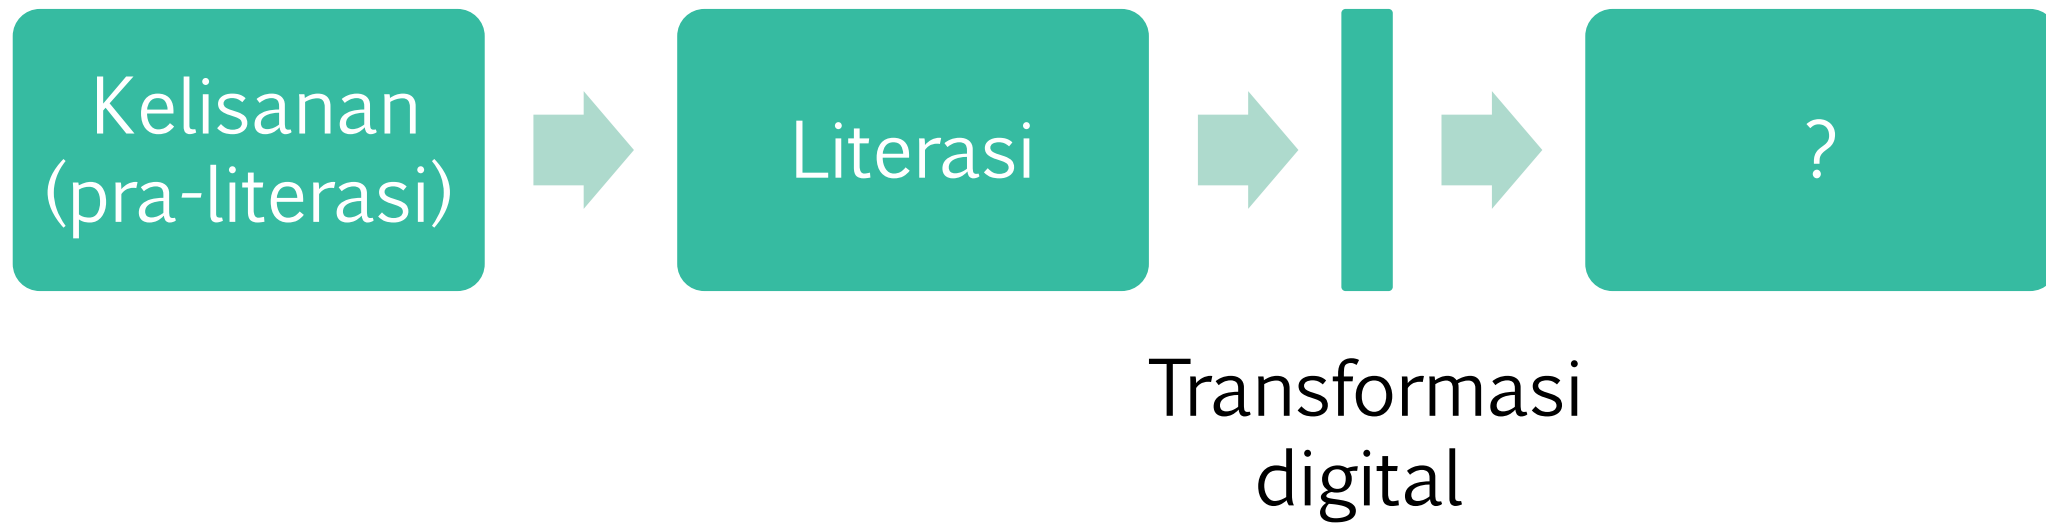 Kelisanan
(pra-literasi)
Literasi
?
Transformasi
digital